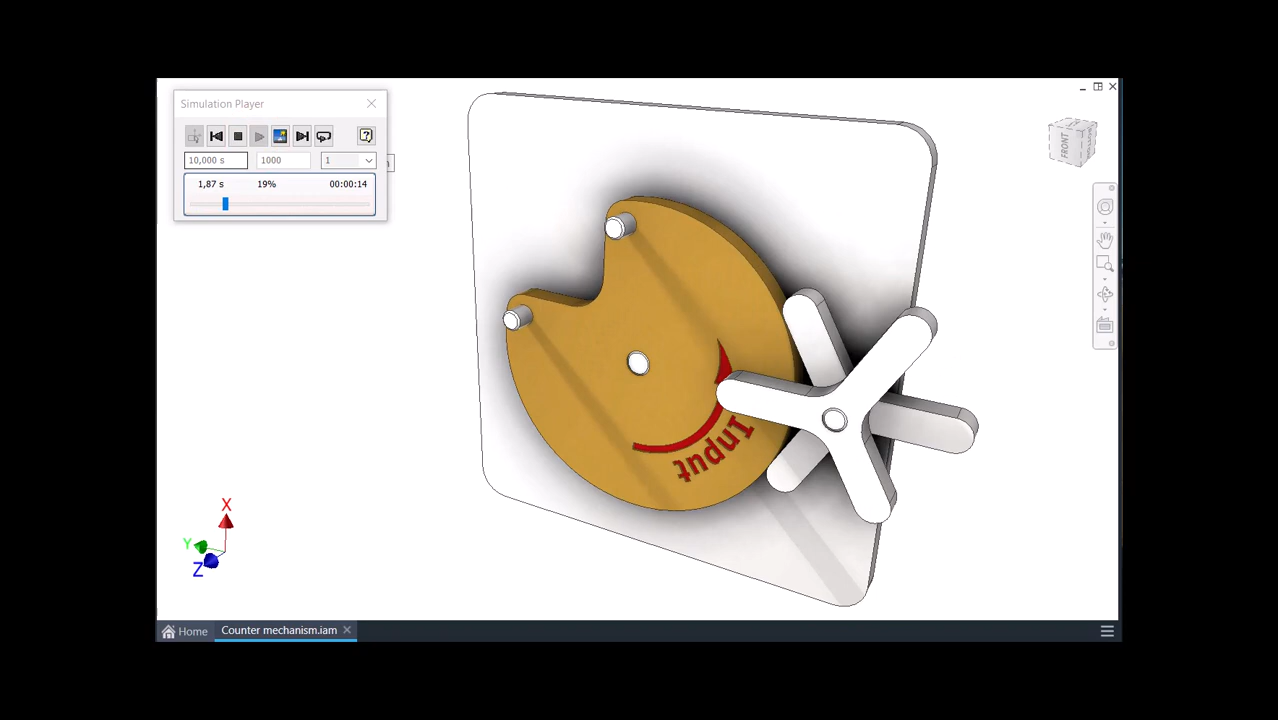 Simulation Player
10,000 s 1000 1
1,87 s 19% 00:00:14
FRONT
Input
X
Y
Z
Home Counter mechanism.iam